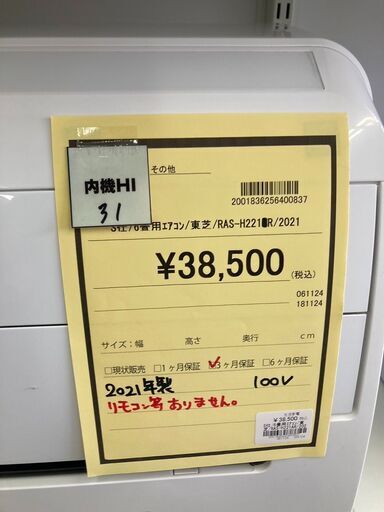 内機HI
31
その他
2001836256400837
S社/6畳用ｴｱｺﾝ/東芝/RAS-H221R/2021
¥38,500(税込)
061124
181124
サイズ:幅 高さ 奥行 cm
□現状販売 □1ヶ月保証 ✓3ヶ月保証 □6ヶ月保証
2021年製 100V
リモコン等ありません。
¥38,500